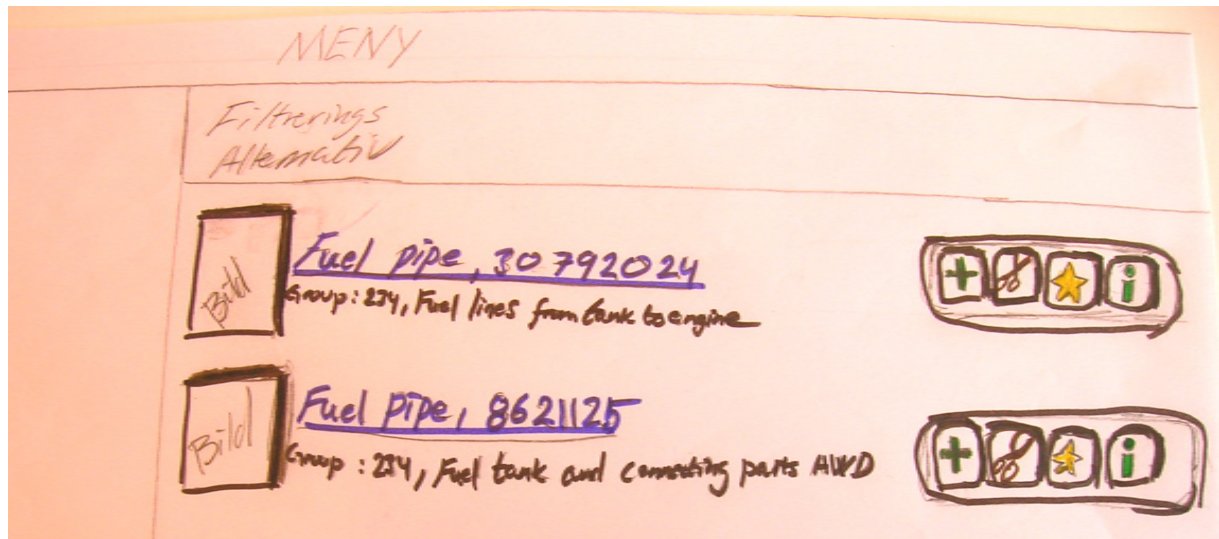 MENY
Filtrerings
Alternativ
Bild
Fuel pipe, 30792024
Group: 234, Fuel lines from tank to engine
Bild
Fuel pipe, 8621125
Group: 234, Fuel tank and connecting parts AWD